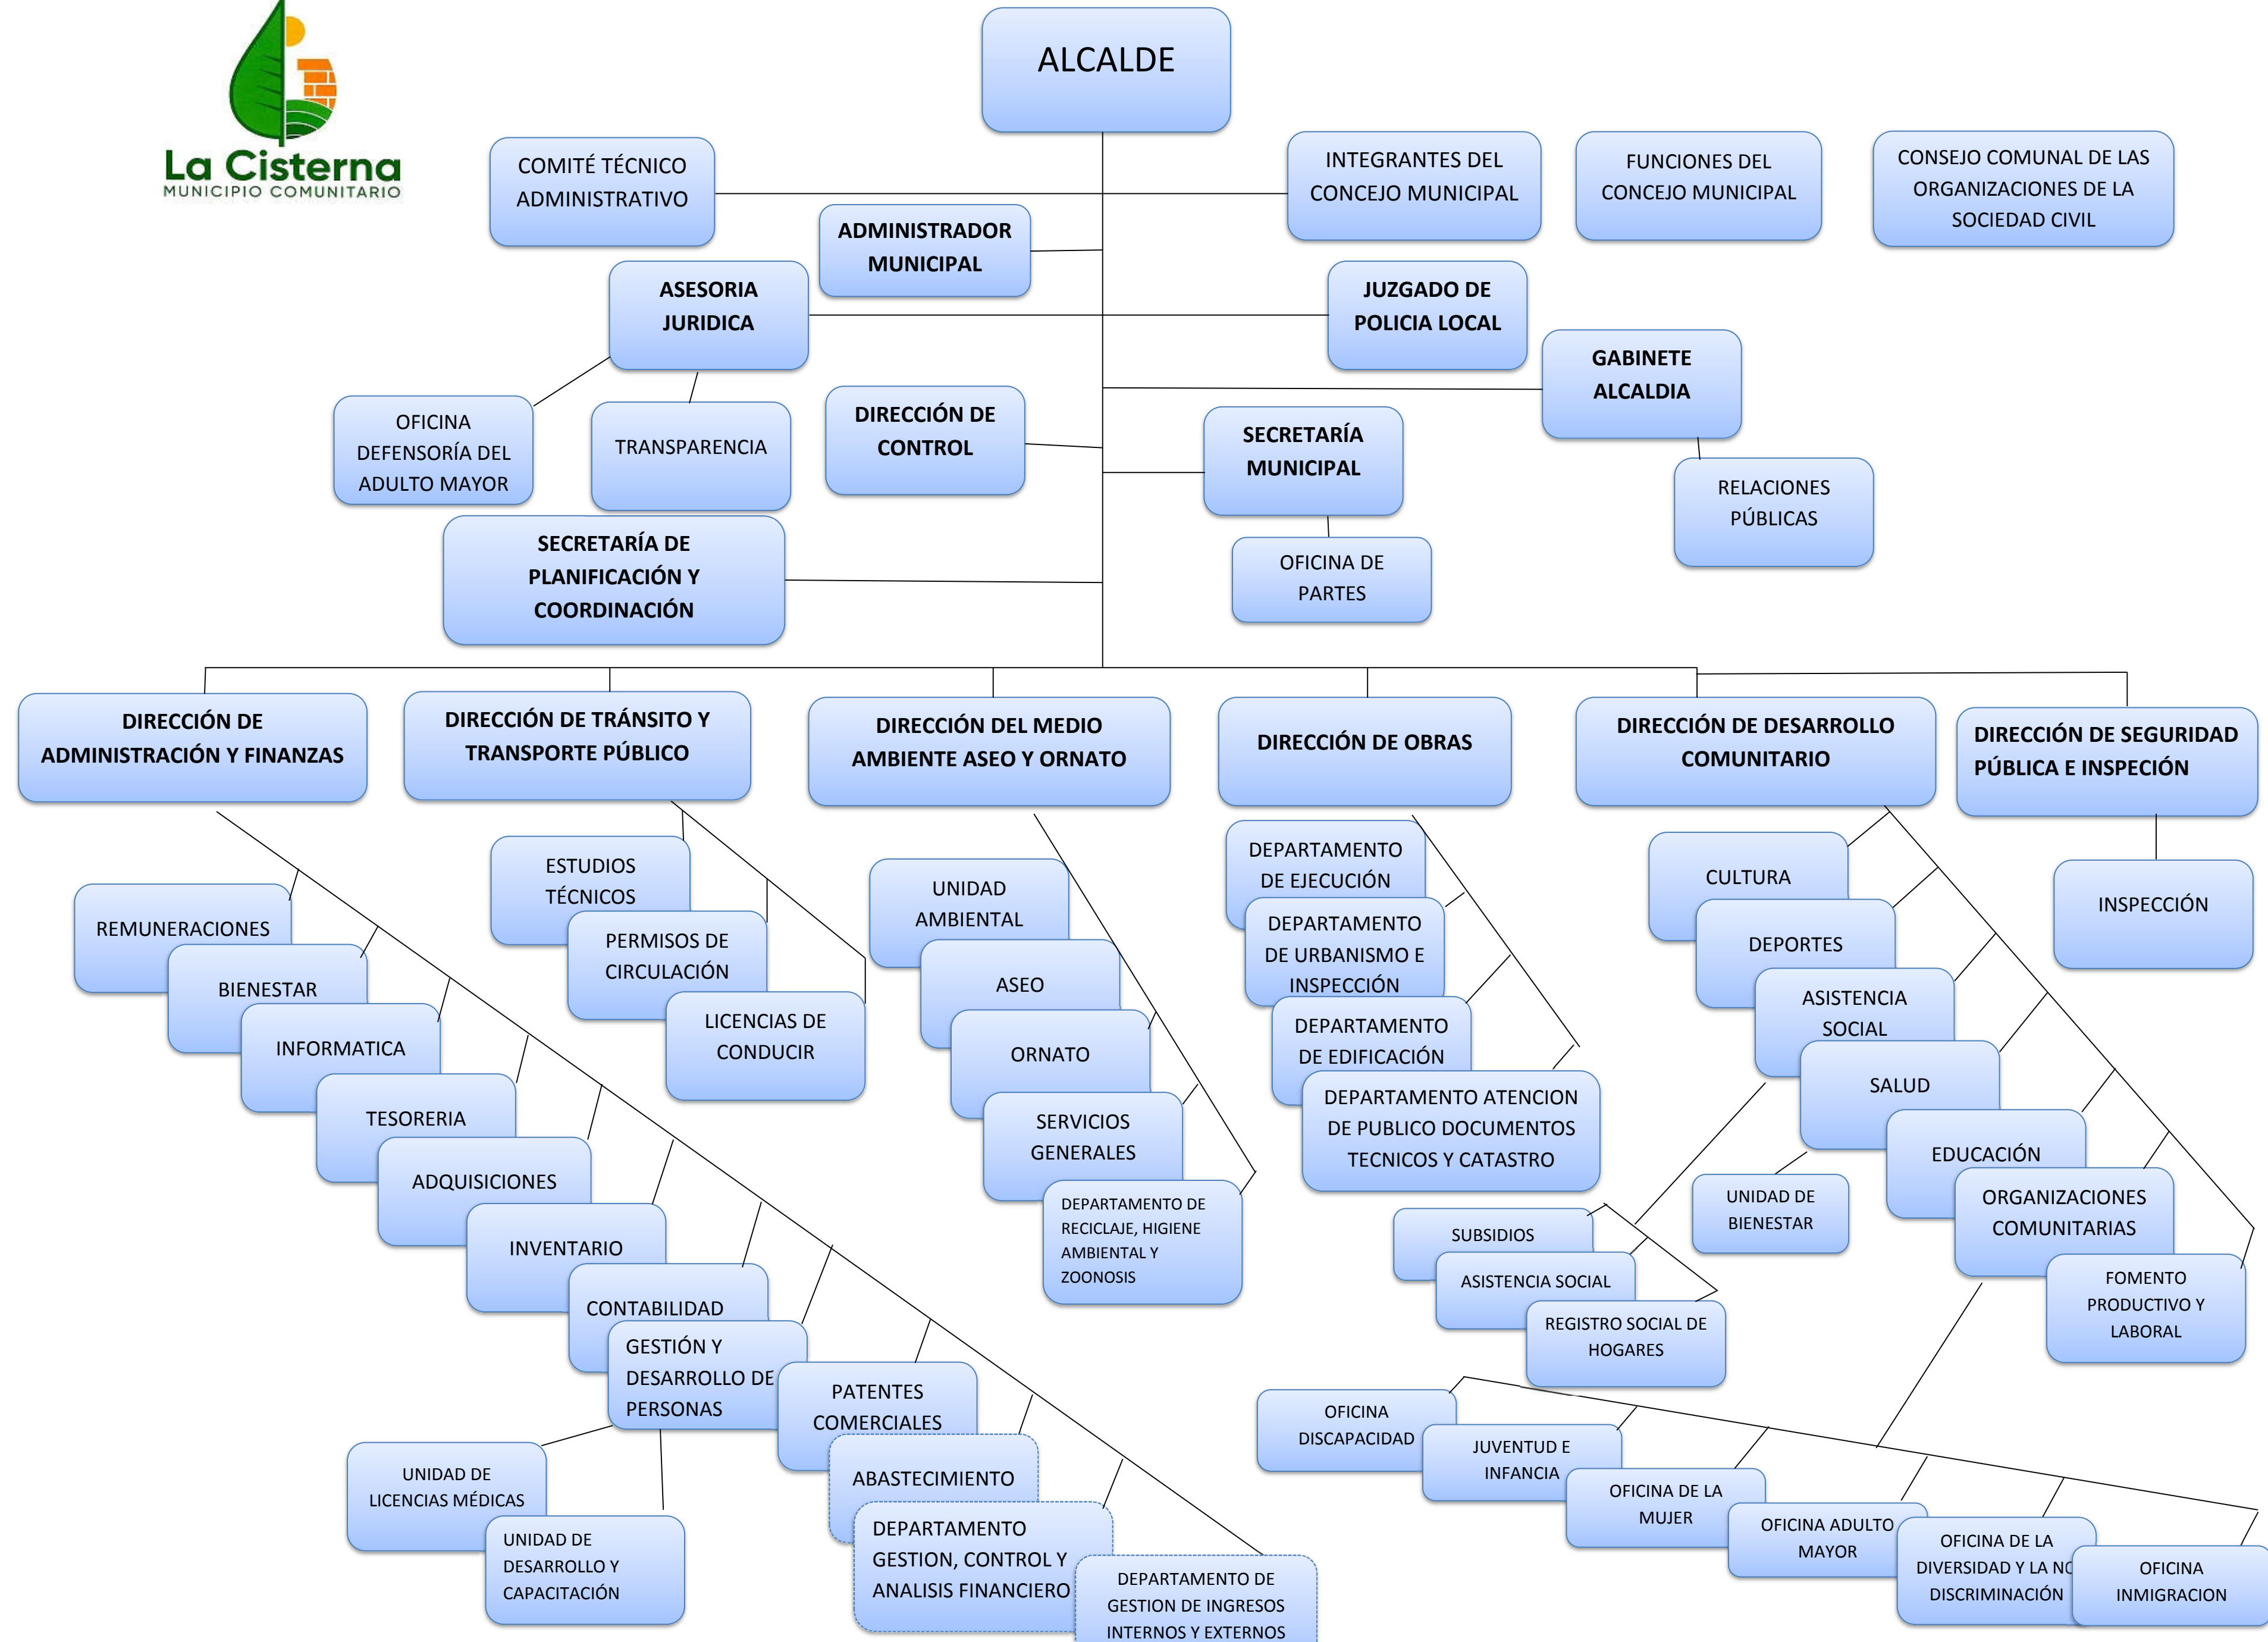 La Cisterna
MUNICIPIO COMUNITARIO
ALCALDE
COMITÉ TÉCNICO
ADMINISTRATIVO
INTEGRANTES DEL
CONCEJO MUNICIPAL
FUNCIONES DEL
CONCEJO MUNICIPAL
CONSEJO COMUNAL DE LAS
ORGANIZACIONES DE LA
SOCIEDAD CIVIL
ADMINISTRADOR
MUNICIPAL
ASESORIA
JURIDICA
JUZGADO DE
POLICIA LOCAL
GABINETE
ALCALDIA
OFICINA
DEFENSORÍA DEL
ADULTO MAYOR
TRANSPARENCIA
DIRECCIÓN DE
CONTROL
SECRETARÍA
MUNICIPAL
RELACIONES
PÚBLICAS
SECRETARÍA DE
PLANIFICACIÓN Y
COORDINACIÓN
OFICINA DE
PARTES
DIRECCIÓN DE
ADMINISTRACIÓN Y FINANZAS
DIRECCIÓN DE TRÁNSITO Y
TRANSPORTE PÚBLICO
DIRECCIÓN DEL MEDIO
AMBIENTE ASEO Y ORNATO
DIRECCIÓN DE OBRAS
DIRECCIÓN DE DESARROLLO
COMUNITARIO
DIRECCIÓN DE SEGURIDAD
PÚBLICA E INSPECIÓN
REMUNERACIONES
BIENESTAR
INFORMATICA
TESORERIA
ADQUISICIONES
INVENTARIO
CONTABILIDAD
GESTIÓN Y
DESARROLLO DE
PERSONAS
UNIDAD DE
LICENCIAS MÉDICAS
UNIDAD DE
DESARROLLO Y
CAPACITACIÓN
PATENTES
COMERCIALES
ABASTECIMIENTO
DEPARTAMENTO
GESTION, CONTROL Y
ANALISIS FINANCIERO
DEPARTAMENTO DE
GESTION DE INGRESOS
INTERNOS Y EXTERNOS
ESTUDIOS
TÉCNICOS
PERMISOS DE
CIRCULACIÓN
LICENCIAS DE
CONDUCIR
UNIDAD
AMBIENTAL
ASEO
ORNATO
SERVICIOS
GENERALES
DEPARTAMENTO DE
RECICLAJE, HIGIENE
AMBIENTAL Y
ZOONOSIS
DEPARTAMENTO
DE EJECUCIÓN
DEPARTAMENTO
DE URBANISMO E
INSPECCIÓN
DEPARTAMENTO
DE EDIFICACIÓN
DEPARTAMENTO ATENCION
DE PUBLICO DOCUMENTOS
TECNICOS Y CATASTRO
CULTURA
DEPORTES
ASISTENCIA
SOCIAL
SALUD
EDUCACIÓN
ORGANIZACIONES
COMUNITARIAS
FOMENTO
PRODUCTIVO Y
LABORAL
INSPECCIÓN
UNIDAD DE
BIENESTAR
SUBSIDIOS
ASISTENCIA SOCIAL
REGISTRO SOCIAL DE
HOGARES
OFICINA
DISCAPACIDAD
JUVENTUD E
INFANCIA
OFICINA DE LA
MUJER
OFICINA ADULTO
MAYOR
OFICINA DE LA
DIVERSIDAD Y LA NO
DISCRIMINACIÓN
OFICINA
INMIGRACION